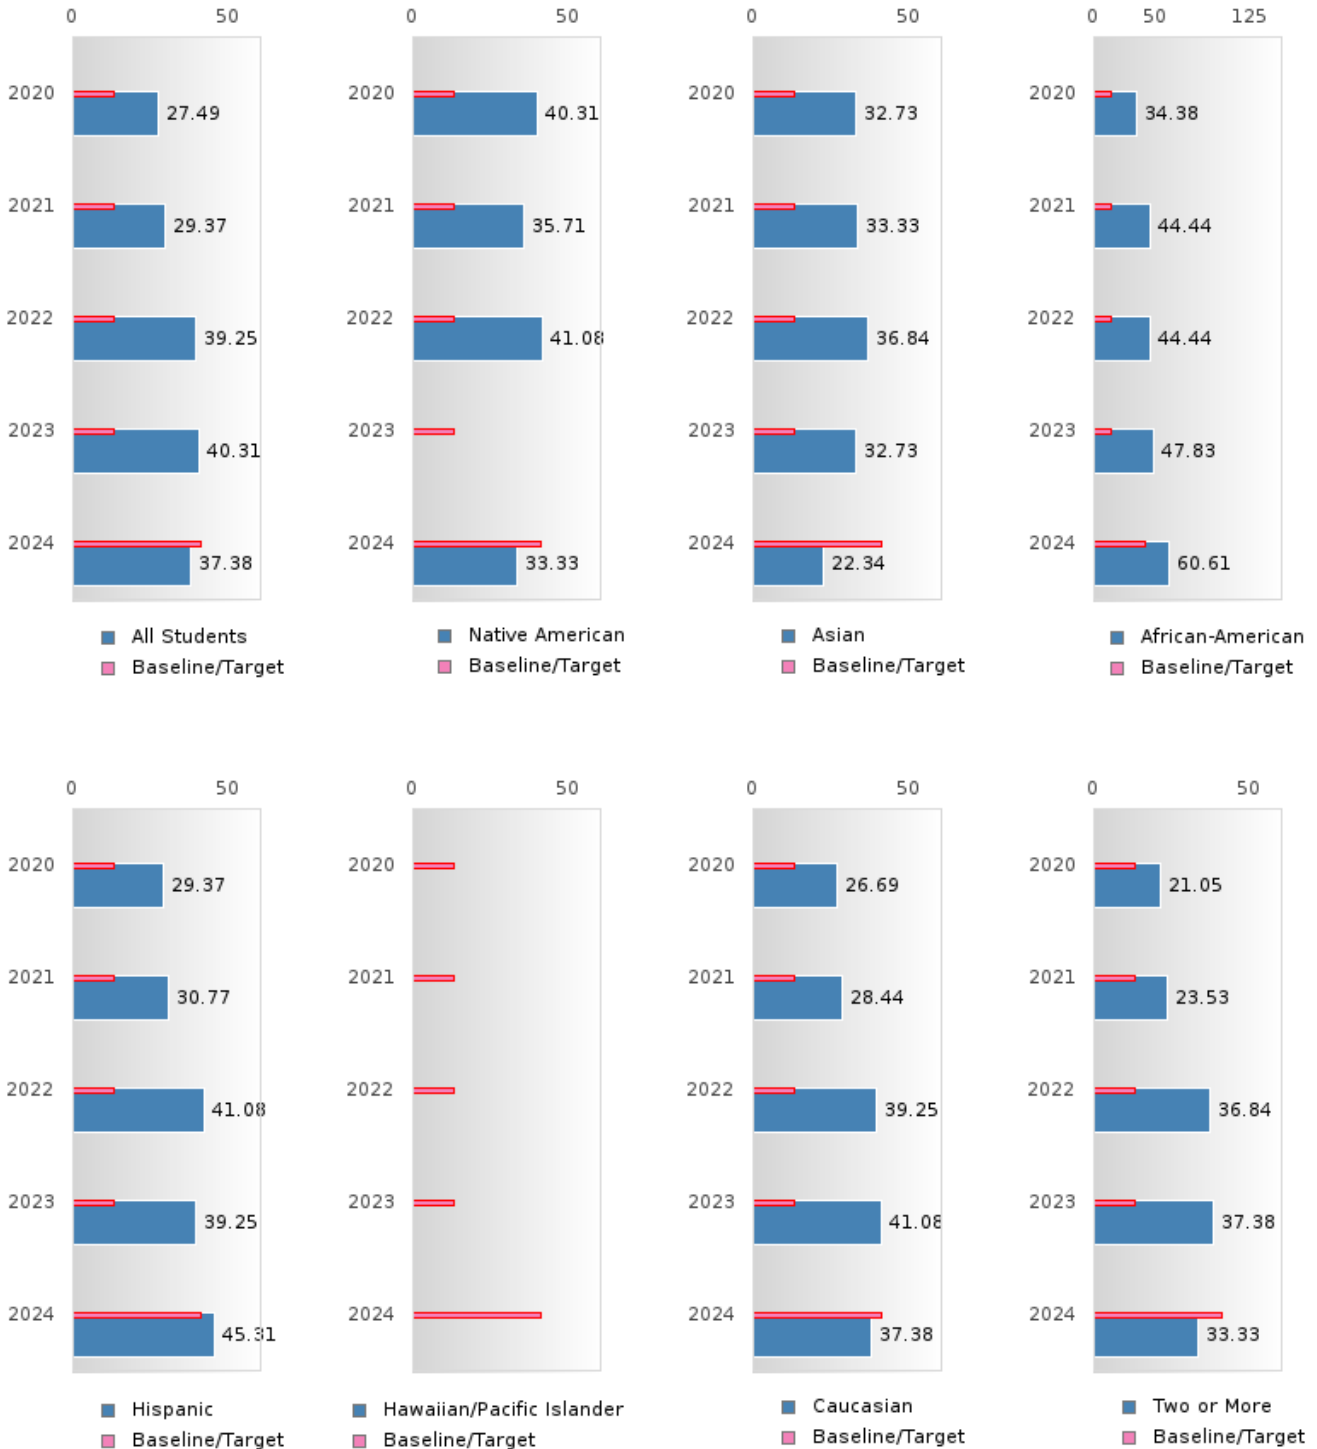 0 50 0 50 0 50 0 50 125
2020 27.49 2020 40.31 2020 32.73 2020 34.38
2021 29.37 2021 35.71 2021 33.33 2021 44.44
2022 39.25 2022 41.08 2022 36.84 2022 44.44
2023 40.31 2023 2023 32.73 2023 47.83
2024 37.38 2024 33.33 2024 22.34 2024 60.61
All Students Native American Asian African-American
Baseline/Target Baseline/Target Baseline/Target Baseline/Target
0 50 0 50 0 50 0 50
2020 29.37 2020 2020 26.69 2020 21.05
2021 30.77 2021 2021 28.44 2021 23.53
2022 41.08 2022 2022 39.25 2022 36.84
2023 39.25 2023 2023 41.08 2023 37.38
2024 45.31 2024 2024 37.38 2024 33.33
Hispanic Hawaiian/Pacific Islander Caucasian Two or More
Baseline/Target Baseline/Target Baseline/Target Baseline/Target